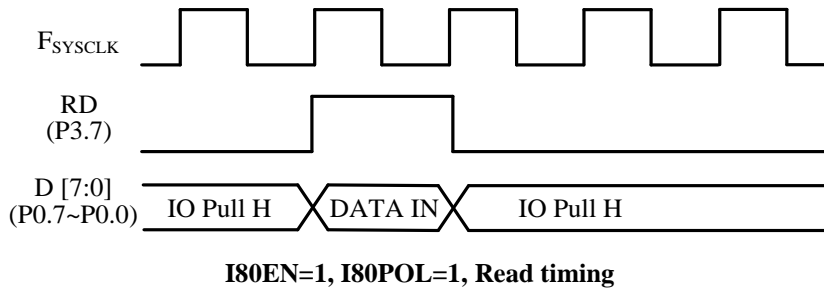 FSYSCLK
RD
(P3.7)
D [7:0]
(P0.7~P0.0)
IO Pull H DATA IN IO Pull H
I80EN=1, I80POL=1, Read timing